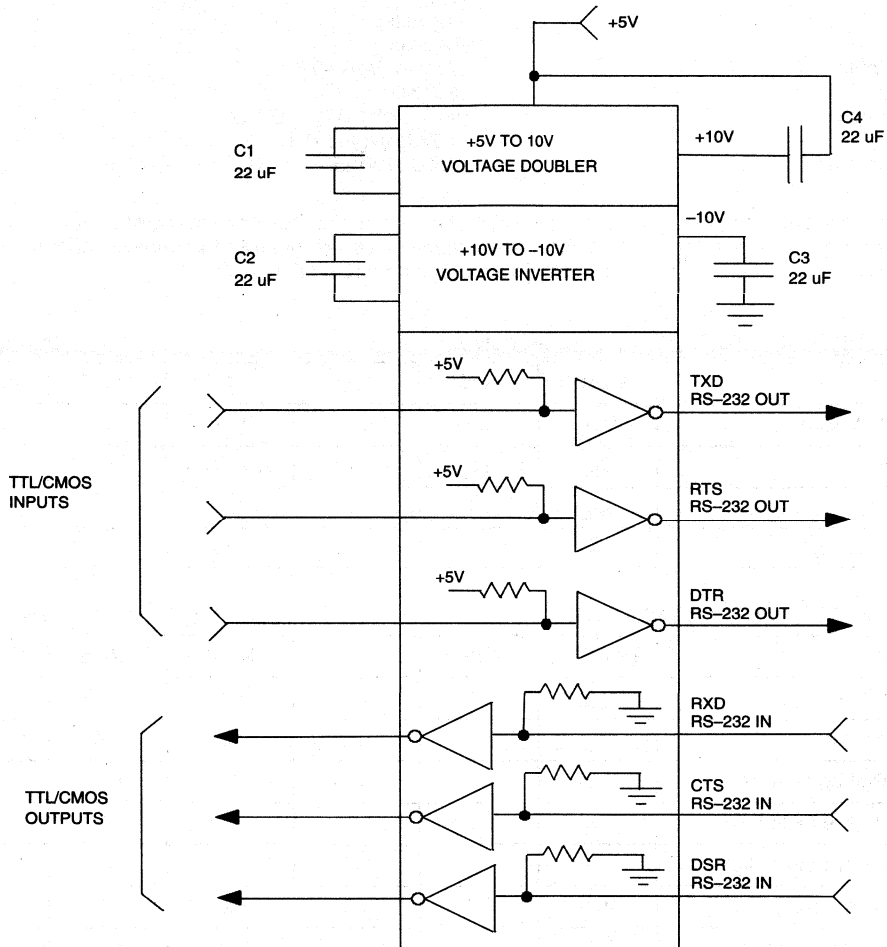 +5V
C4
22 uF
+5V TO 10V
VOLTAGE DOUBLER
+10V
C1
22 uF
–10V
+10V TO –10V
VOLTAGE INVERTER
C2
22 uF
C3
22 uF
+5V
TXD
RS–232 OUT
TTL/CMOS
INPUTS
+5V
RTS
RS–232 OUT
+5V
DTR
RS–232 OUT
RXD
RS–232 IN
TTL/CMOS
OUTPUTS
CTS
RS–232 IN
DSR
RS–232 IN